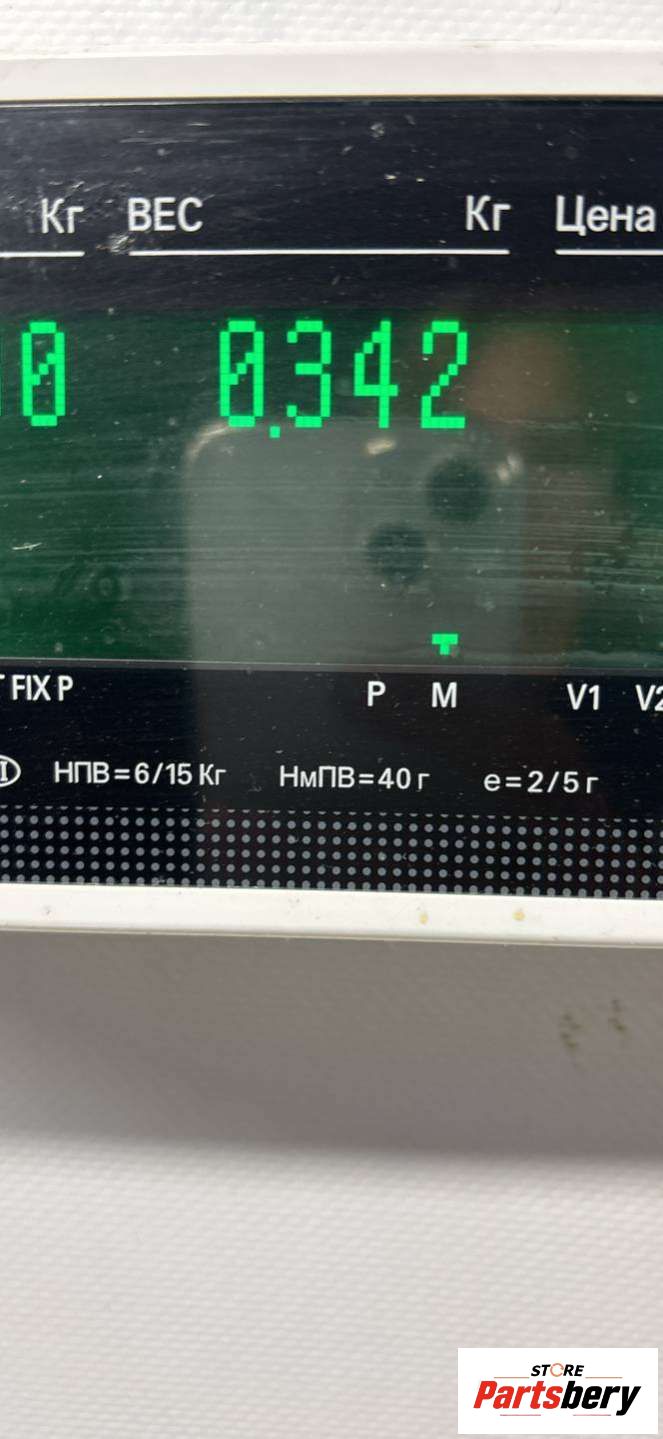 Кг ВЕС Кг Цена
0 0.342
FIX P P M V1 V2
НПВ=6/15 Кг НмПВ=40 г e=2/5 г
STORE
Partsbery